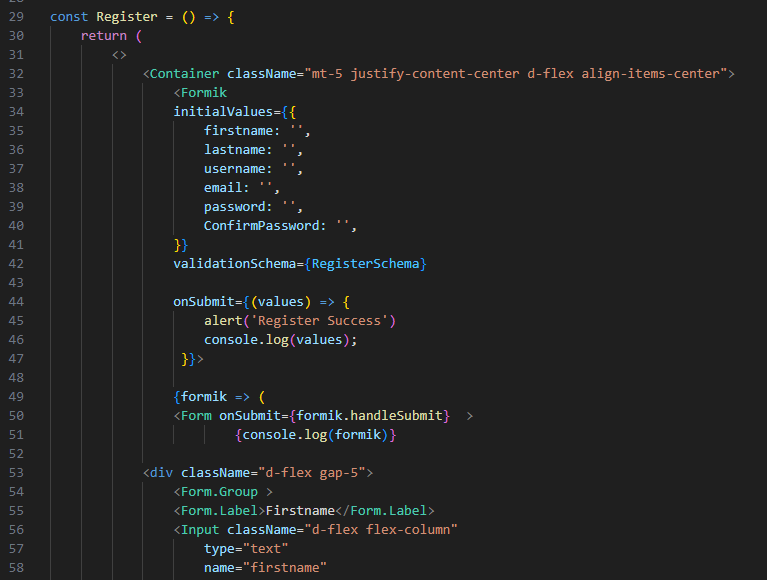 29 const Register = () => {
30 return (
31 <>
32 <Container className="mt-5 justify-content-center d-flex align-items-center">
33 <Formik
34 initialValues={{
35 firstname: '',
36 lastname: '',
37 username: '',
38 email: '',
39 password: '',
40 ConfirmPassword: '',
41 }}
42 validationSchema={RegisterSchema}
43
44 onSubmit={(values) => {
45 alert('Register Success')
46 console.log(values);
47 }}>
48
49 {formik => (
50 <Form onSubmit={formik.handleSubmit}  >
51 {console.log(formik)}
52
53 <div className="d-flex gap-5">
54 <Form.Group >
55 <Form.Label>Firstname</Form.Label>
56 <Input className="d-flex flex-column"
57 type="text"
58 name="firstname"